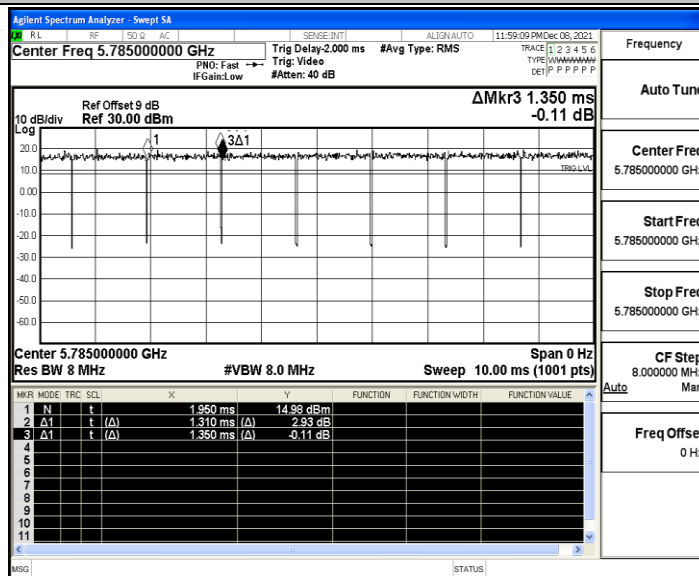 Agilent Spectrum Analyzer - Swept SA
RL RF 50 Ω AC SENSE:INT ALIGN AUTO 11:59:09 PM Dec 08, 2021
Center Freq 5.785000000 GHz
PNO: Fast
IFGain:Low
Trig Delay-2.000 ms
Trig: Video
#Atten: 40 dB
#Avg Type: RMS
TRACE 1 2 3 4 5 6
TYPE WWWWWW
DET P P P P P P
Ref Offset 9 dB
10 dB/div Ref 30.00 dBm
ΔMkr3 1.350 ms
-0.11 dB
Log
1
3Δ1
20.0
10.0
TRIG LVL
0.00
-10.0
-20.0
-30.0
-40.0
-50.0
-60.0
Center 5.785000000 GHz Span 0 Hz
Res BW 8 MHz #VBW 8.0 MHz Sweep 10.00 ms (1001 pts)
MKR MODE TRC SCL X Y FUNCTION FUNCTION WIDTH FUNCTION VALUE
1 N t 1.950 ms 14.98 dBm
2 Δ1 t (Δ) 1.310 ms (Δ) 2.93 dB
3 Δ1 t (Δ) 1.350 ms (Δ) -0.11 dB
4
5
6
7
8
9
10
11
MSG STATUS
Frequency
Auto Tune
Center Freq
5.785000000 GHz
Start Freq
5.785000000 GHz
Stop Freq
5.785000000 GHz
CF Step
8.000000 MHz
Auto Man
Freq Offset
0 Hz